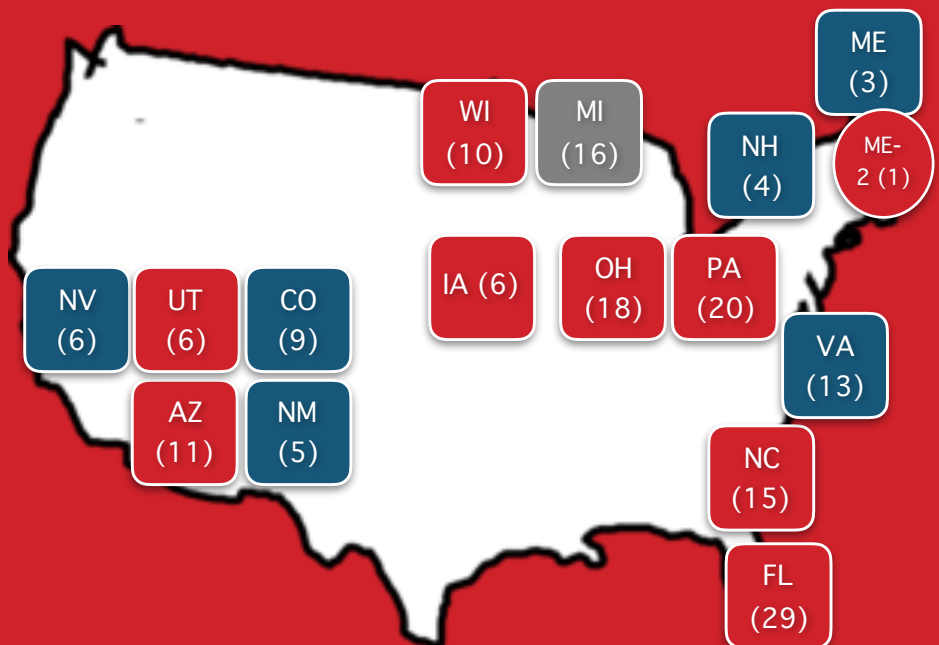 ME
(3)
WI
(10)
MI
(16)
NH
(4)
ME-
2 (1)
IA (6)
OH
(18)
PA
(20)
NV
(6)
UT
(6)
CO
(9)
VA
(13)
AZ
(11)
NM
(5)
NC
(15)
FL
(29)